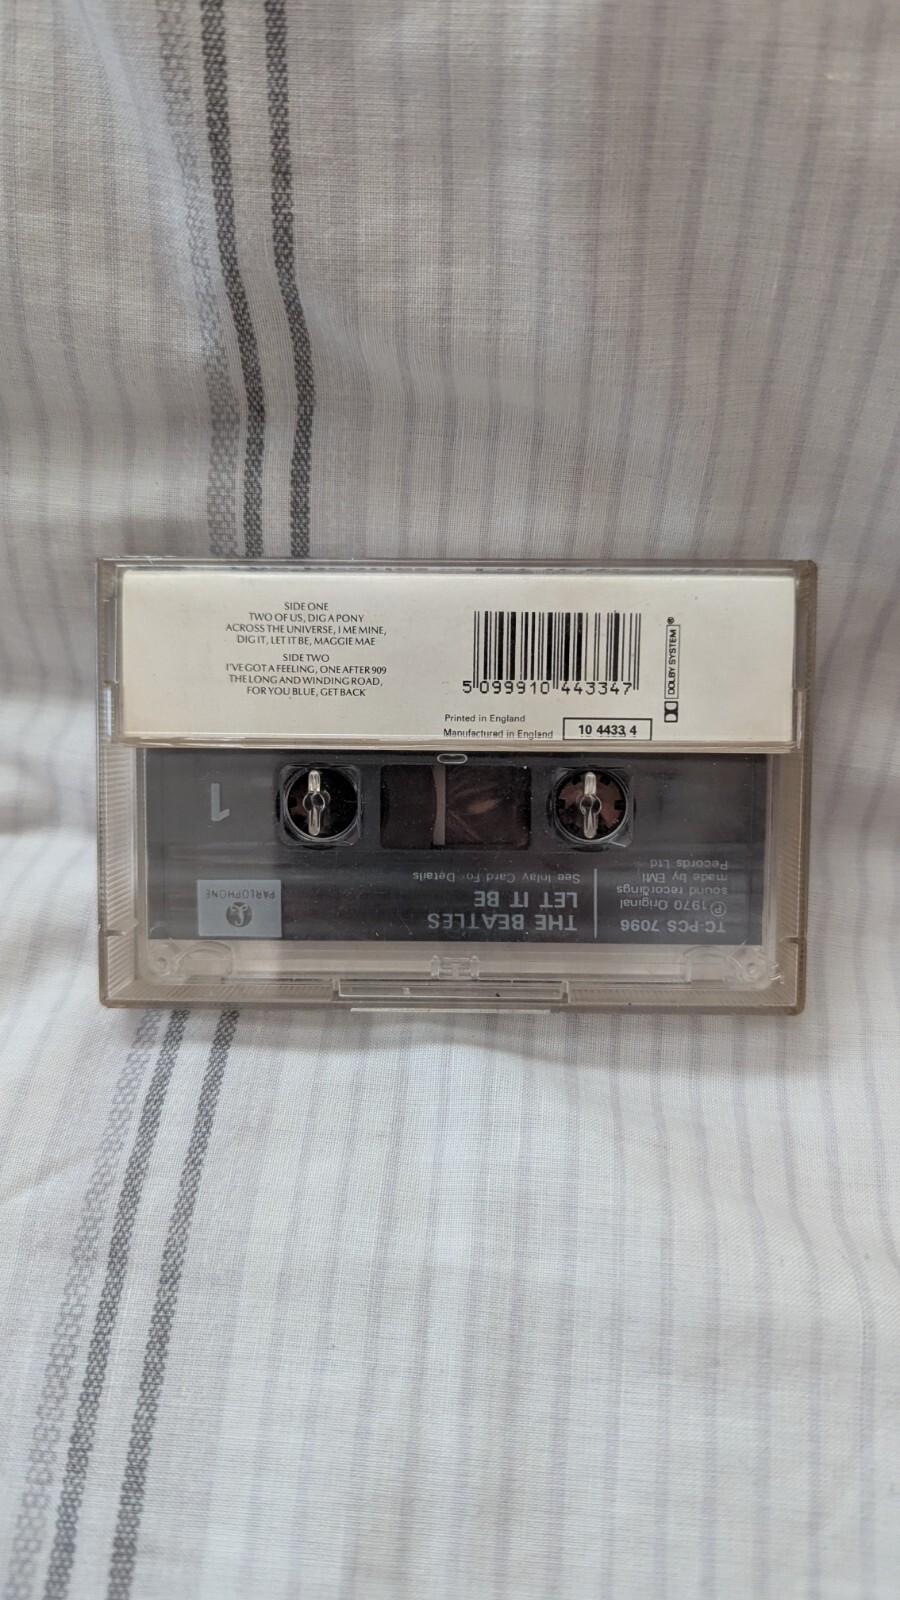 SIDE ONE
TWO OF US, DIG A PONY
ACROSS THE UNIVERSE, I ME MINE,
DIG IT, LET IT BE, MAGGIE MAE
SIDE TWO
I'VE GOT A FEELING, ONE AFTER 909
THE LONG AND WINDING ROAD,
FOR YOU BLUE, GET BACK
5 099910 443347
DOLBY SYSTEM®
Printed in England
Manufactured in England
10 4433 4
1
PARLOPHONE
THE BEATLES
LET IT BE
See Inlay Card For Details
TC-PCS 7096
℗ 1970 Original
sound recordings
made by EMI
Records Ltd